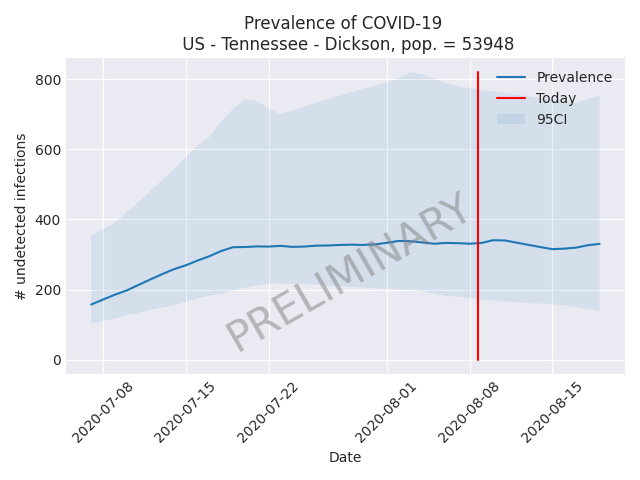 Prevalence of COVID-19
US - Tennessee - Dickson, pop. = 53948
# undetected infections
800
600
400
200
0
Prevalence
Today
95CI
PRELIMINARY
2020-07-08
2020-07-15
2020-07-22
2020-08-01
2020-08-08
2020-08-15
Date